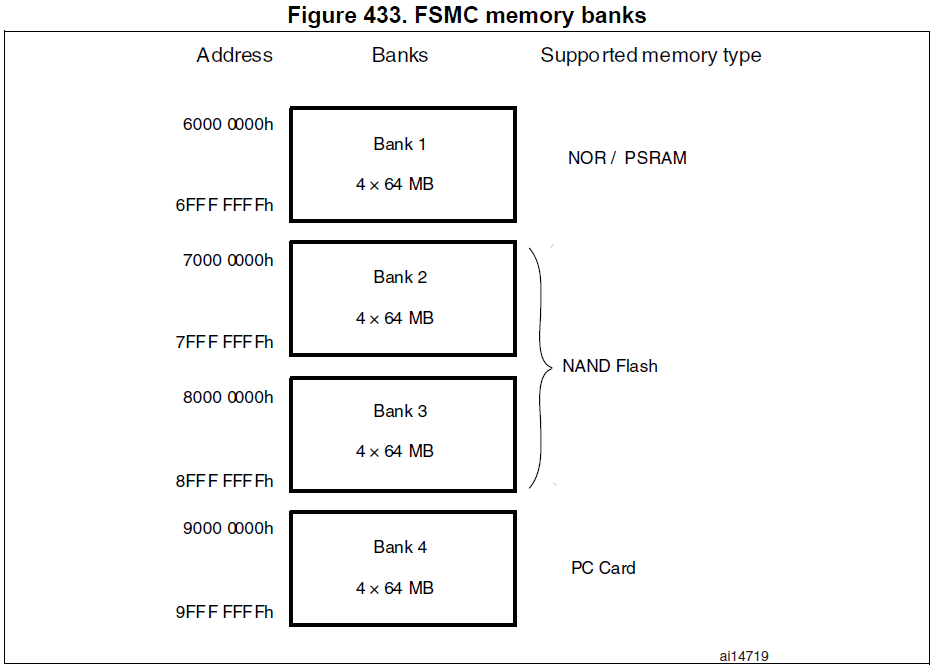 Figure 433. FSMC memory banks
Address Banks Supported memory type
6000 0000h
Bank 1
4 × 64 MB
NOR / PSRAM
6FFF FFFFh
7000 0000h
Bank 2
4 × 64 MB
7FFF FFFFh
NAND Flash
8000 0000h
Bank 3
4 × 64 MB
8FFF FFFFh
9000 0000h
Bank 4
4 × 64 MB
PC Card
9FFF FFFFh
ai14719